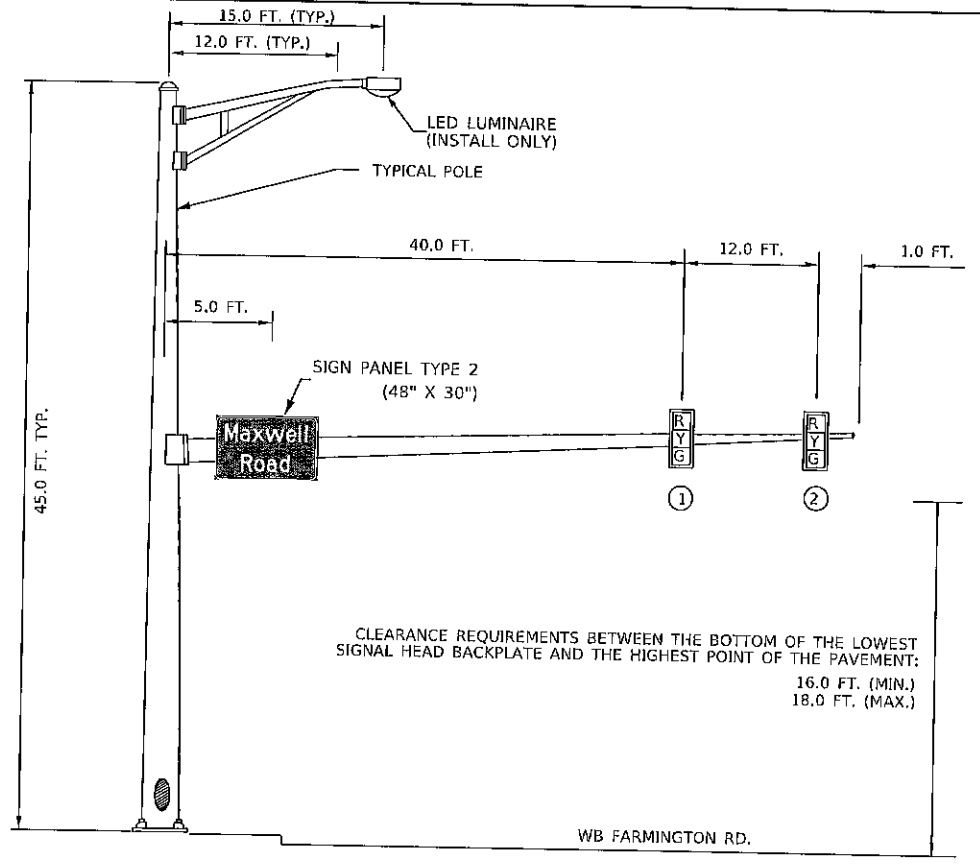 15.0 FT. (TYP.)
12.0 FT. (TYP.)
LED LUMINAIRE
(INSTALL ONLY)
TYPICAL POLE
40.0 FT.
12.0 FT.
1.0 FT.
5.0 FT.
SIGN PANEL TYPE 2
(48" X 30")
Maxwell
Road
R
Y
G
R
Y
G
1
2
45.0 FT. TYP.
CLEARANCE REQUIREMENTS BETWEEN THE BOTTOM OF THE LOWEST
SIGNAL HEAD BACKPLATE AND THE HIGHEST POINT OF THE PAVEMENT:
16.0 FT. (MIN.)
18.0 FT. (MAX.)
WB FARMINGTON RD.